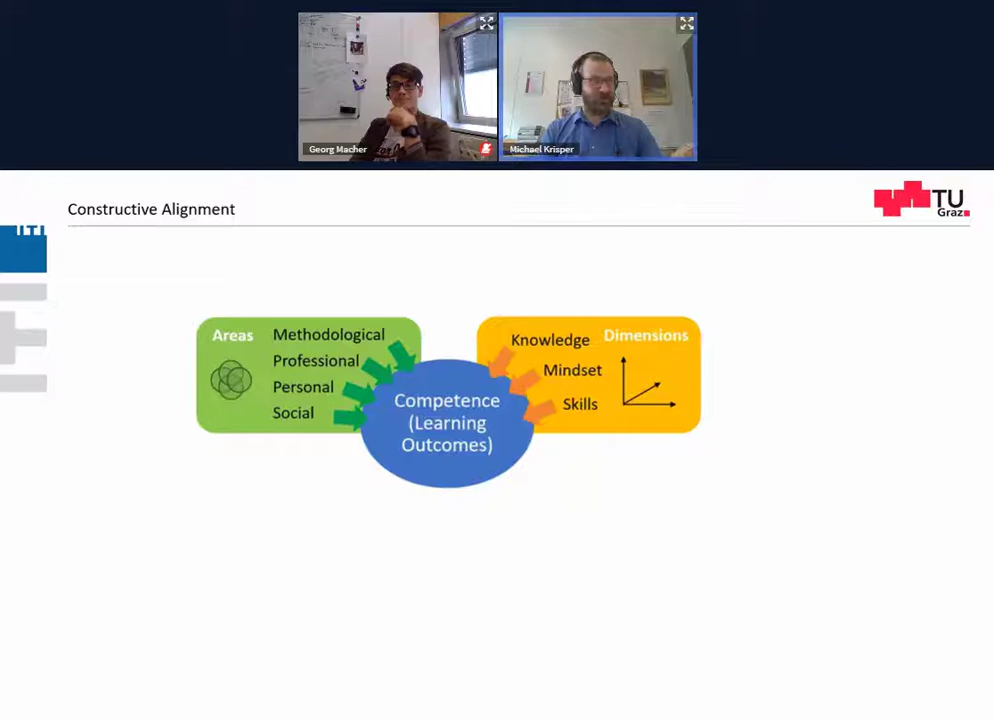 Georg Macher
Michael Krisper
Constructive Alignment
TU
Graz
ITI
Areas
Methodological
Professional
Personal
Social
Knowledge
Dimensions
Mindset
Skills
Competence
(Learning
Outcomes)